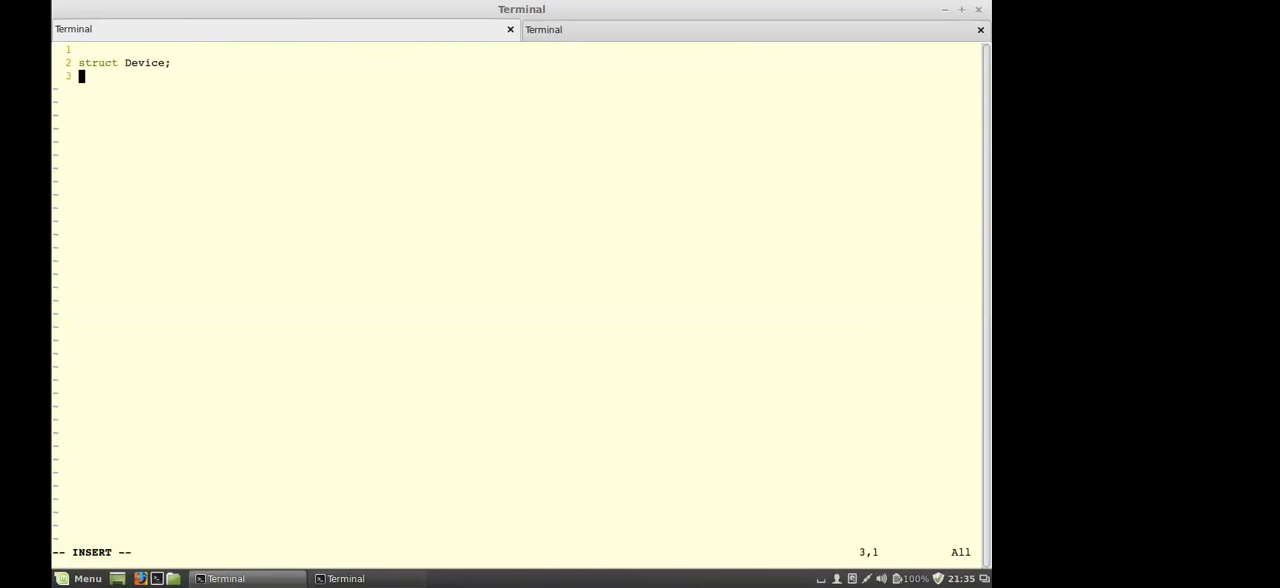 Terminal
Terminal
Terminal
1
2 struct Device;
3
-- INSERT --
3,1
All
Menu
Terminal
Terminal
100%
21:35